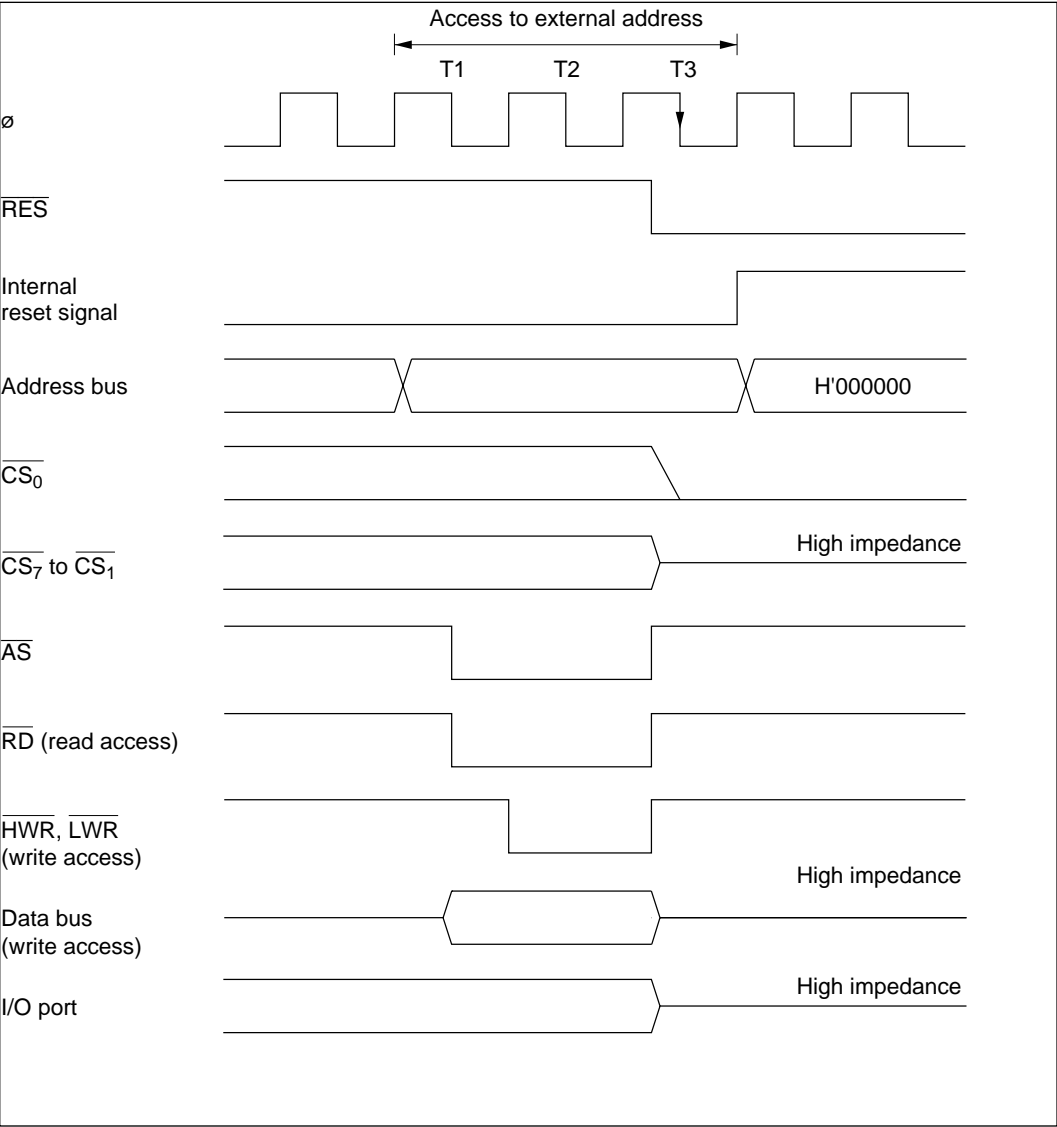 Access to external address
T1 T2 T3
ø
RES
Internal
reset signal
Address bus
H'000000
CS0
CS7 to CS1
High impedance
AS
RD (read access)
HWR, LWR
(write access)
High impedance
Data bus
(write access)
High impedance
I/O port